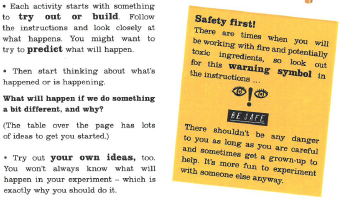 • Each activity starts with something
to try out or build. Follow
the instructions and look closely at
what happens. You might want to
try to predict what will happen.
• Then start thinking about what's
happened or is happening.
What will happen if we do something
a bit different, and why?
(The table over the page has lots
of ideas to get you started.)
• Try out your own ideas, too.
You won't always know what will
happen in your experiment – which is
exactly why you should do it.
Safety first!
There are times when you will
be working with fire and potentially
toxic ingredients, so look out
for this warning symbol in
the instructions ...
BE SAFE
There shouldn't be any danger
to you as long as you are careful
and sometimes get a grown-up to
help. It's more fun to experiment
with someone else anyway.